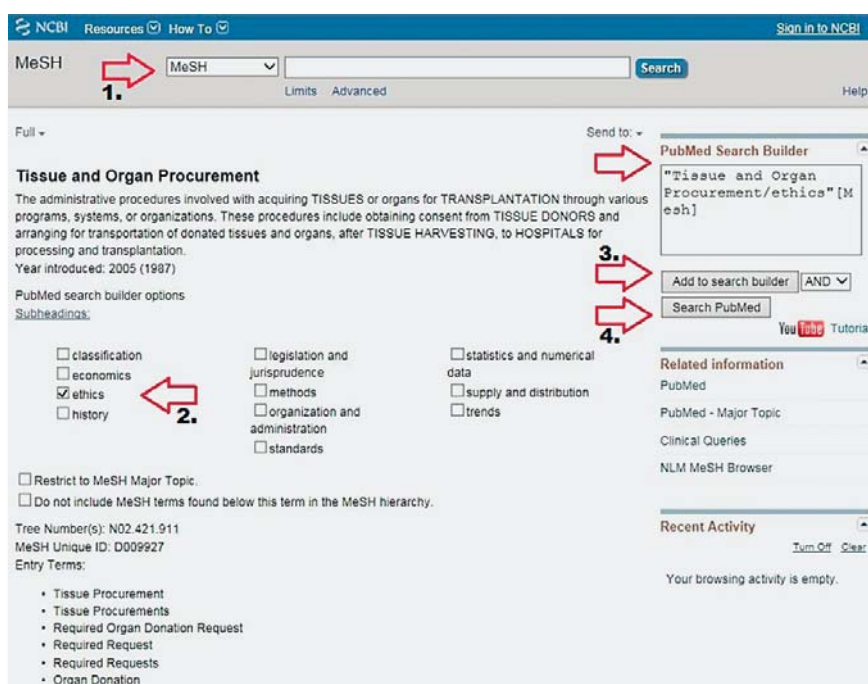 NCBI Resources How To Sign in to NCBI
MeSH
1.
MeSH
Search
Limits Advanced
Help
Full
Send to:
Tissue and Organ Procurement
The administrative procedures involved with acquiring TISSUES or organs for TRANSPLANTATION through various
programs, systems, or organizations. These procedures include obtaining consent from TISSUE DONORS and
arranging for transportation of donated tissues and organs, after TISSUE HARVESTING, to HOSPITALS for
processing and transplantation.
Year introduced: 2005 (1987)
PubMed search builder options
Subheadings:
classification
economics
ethics
history
2.
legislation and
jurisprudence
methods
organization and
administration
standards
statistics and numerical
data
supply and distribution
trends
Restrict to MeSH Major Topic.
Do not include MeSH terms found below this term in the MeSH hierarchy.
Tree Number(s): N02.421.911
MeSH Unique ID: D009927
Entry Terms:
• Tissue Procurement
• Tissue Procurements
• Required Organ Donation Request
• Required Request
• Required Requests
• Organ Donation
PubMed Search Builder
"Tissue and Organ
Procurement/ethics"[M
esh]
3.
Add to search builder AND
4.
Search PubMed
YouTube Tutoria
Related information
PubMed
PubMed - Major Topic
Clinical Queries
NLM MeSH Browser
Recent Activity
Turn Off Clear
Your browsing activity is empty.